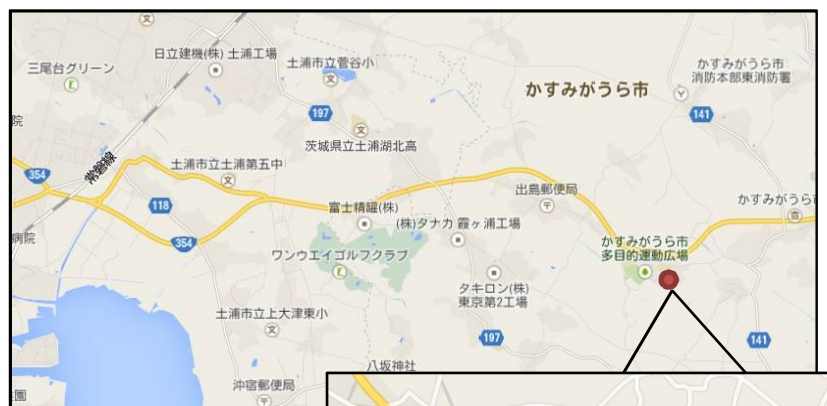 日立建機(株) 土浦工場
三尾台グリーン
土浦市立菅谷小
かすみがうら市
消防本部東消防署
かすみがうら市
141
197
院
茨城県立土浦湖北高
常磐線
354
土浦市立土浦第五中
118
出島郵便局
かすみがうら市
富士精罐(株)
(株)タナカ 霞ヶ浦工場
病院
354
ワンウエイゴルフクラブ
かすみがうら市
多目的運動広場
タキロン(株)
東京第2工場
土浦市立上大津東小
197
141
八坂神社
沖宿郵便局
園